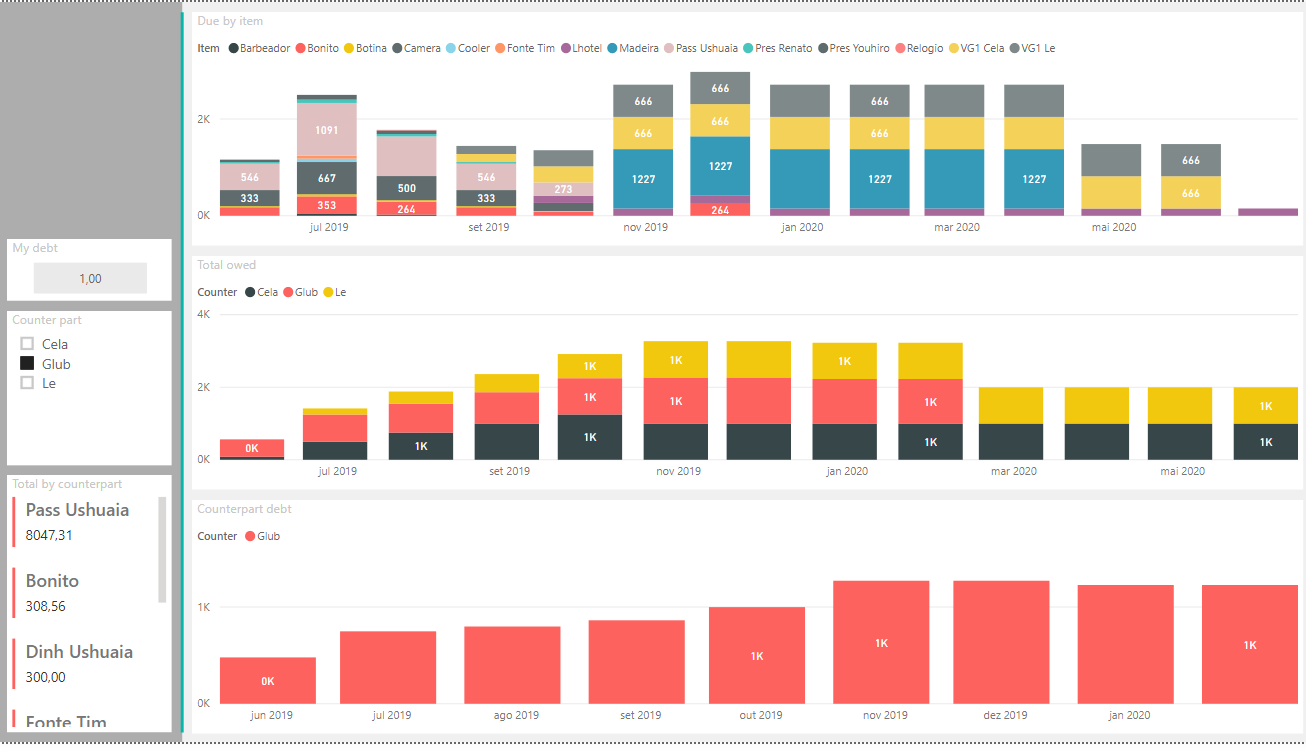 Due by item
Item Barbeador Bonito Botina Camera Cooler Fonte Tim Lhotel Madeira Pass Ushuaia Pres Renato Pres Youhiro Relogio VG1 Cela VG1 Le
2K
0K
546
333
1091
667
353
500
264
546
333
273
666
666
1227
666
666
1227
264
666
666
1227
1227
666
666
jul 2019
set 2019
nov 2019
jan 2020
mar 2020
mai 2020
My debt
1,00
Counter part
Cela
Glub
Le
Total by counterpart
Pass Ushuaia
8047,31
Bonito
308,56
Dinh Ushuaia
300,00
Fonte Tim
Total owed
Counter Cela Glub Le
4K
2K
0K
0K
1K
1K
1K
1K
1K
1K
1K
1K
1K
1K
1K
jul 2019
set 2019
nov 2019
jan 2020
mar 2020
mai 2020
Counterpart debt
Counter Glub
1K
0K
0K
1K
1K
1K
jun 2019
jul 2019
ago 2019
set 2019
out 2019
nov 2019
dez 2019
jan 2020